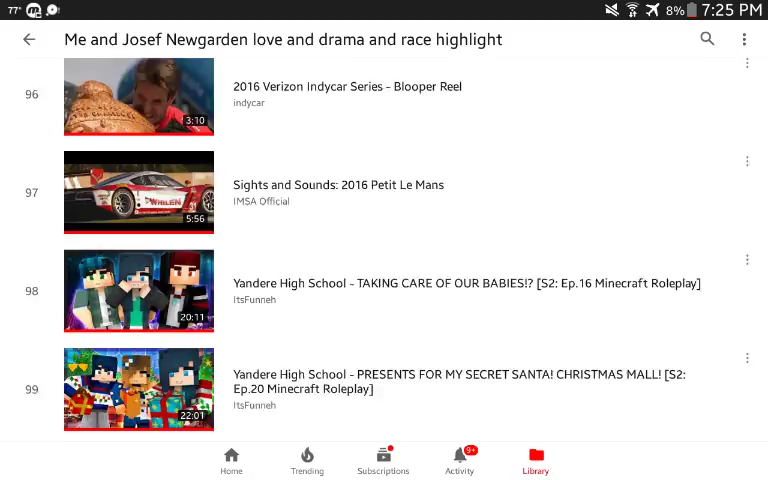 77°
8% 7:25 PM
Me and Josef Newgarden love and drama and race highlight
96
3:10
2016 Verizon Indycar Series - Blooper Reel
indycar
97
WHELEN
5:56
Sights and Sounds: 2016 Petit Le Mans
IMSA Official
98
20:11
Yandere High School - TAKING CARE OF OUR BABIES!? [S2: Ep.16 Minecraft Roleplay]
ItsFunneh
99
22:01
Yandere High School - PRESENTS FOR MY SECRET SANTA! CHRISTMAS MALL! [S2:
Ep.20 Minecraft Roleplay]
ItsFunneh
9+
Home Trending Subscriptions Activity Library